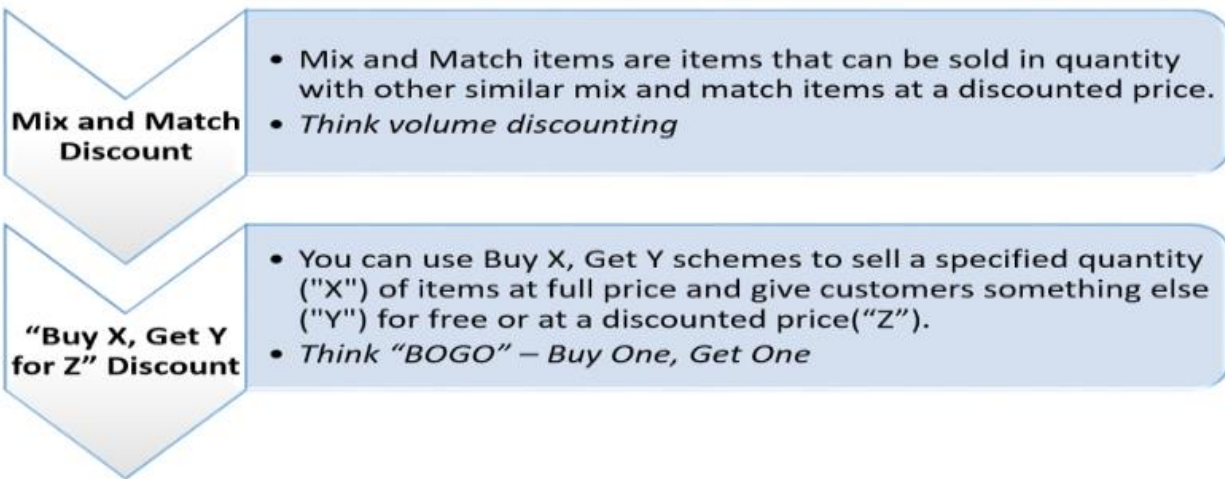 Mix and Match
Discount
• Mix and Match items are items that can be sold in quantity
with other similar mix and match items at a discounted price.
• Think volume discounting
“Buy X, Get Y
for Z” Discount
• You can use Buy X, Get Y schemes to sell a specified quantity
("X") of items at full price and give customers something else
("Y") for free or at a discounted price(“Z”).
• Think “BOGO” – Buy One, Get One